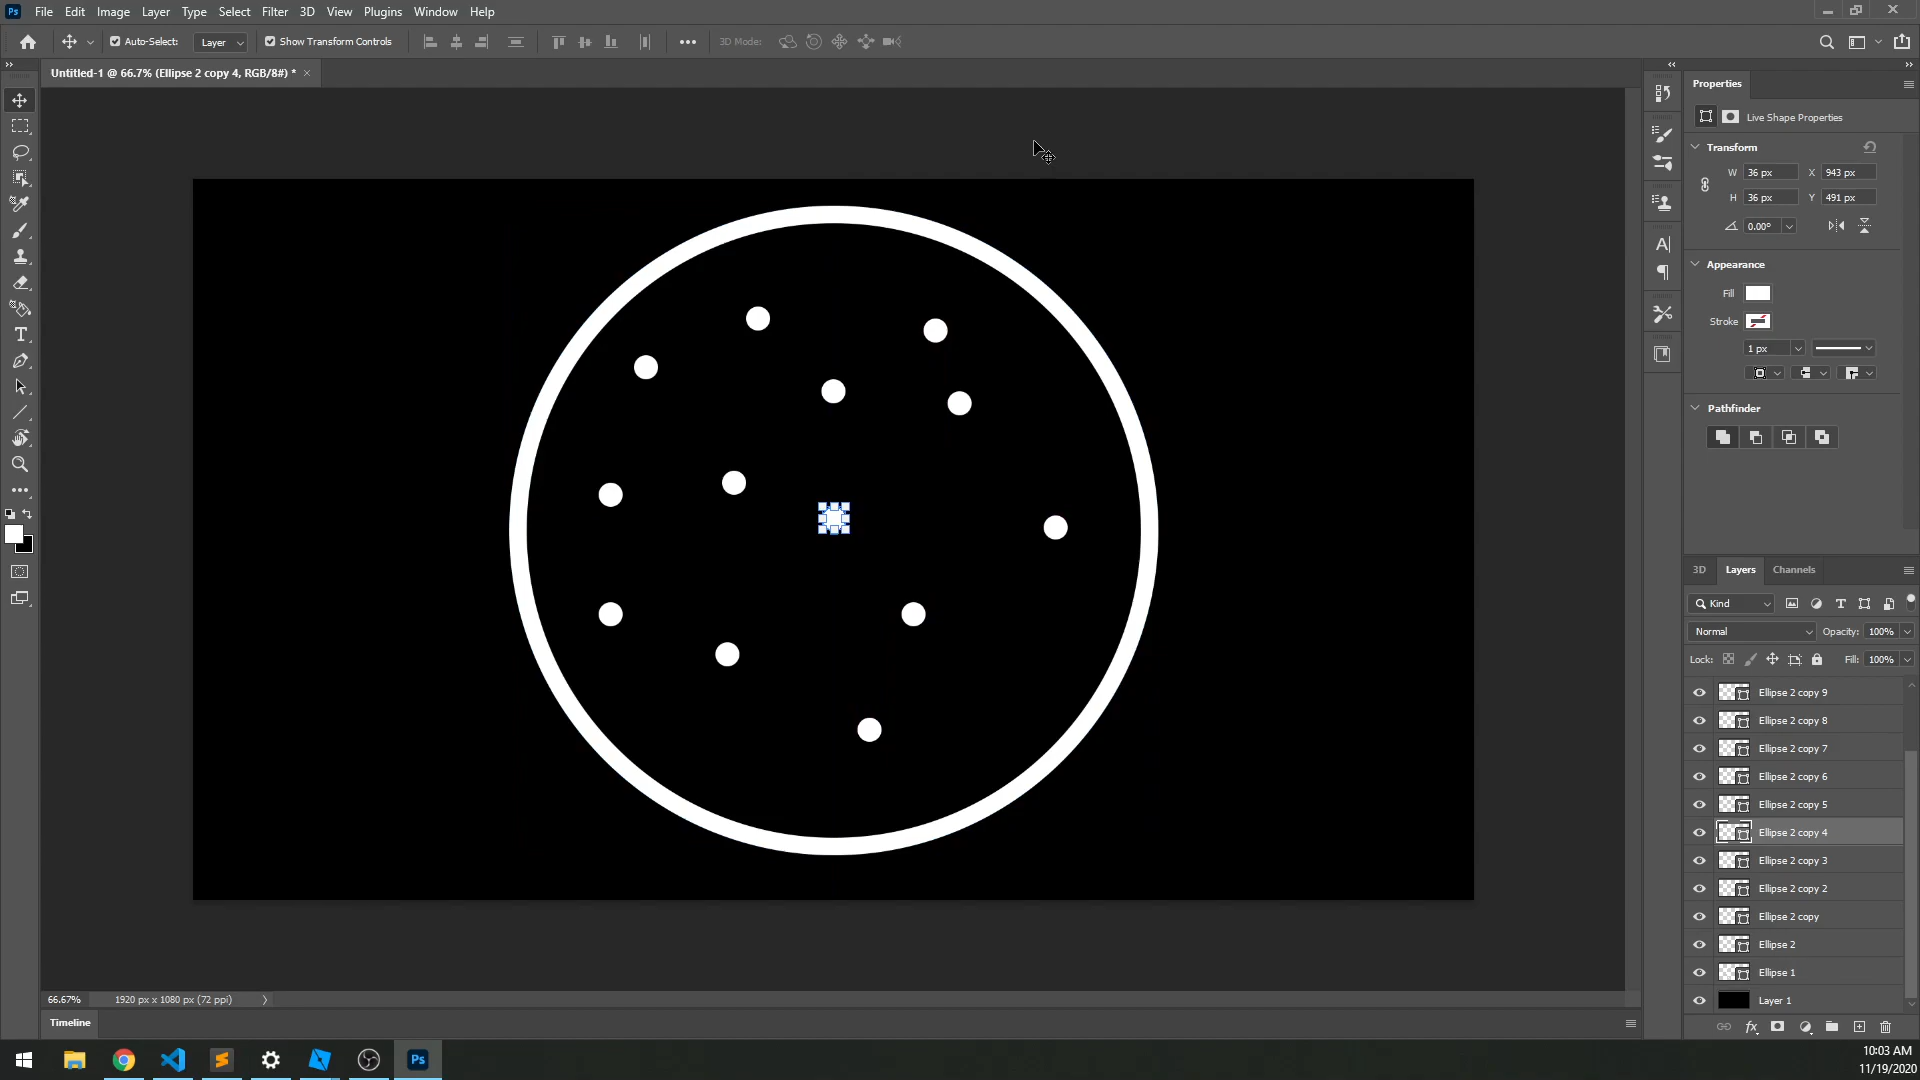 Ps File Edit Image Layer Type Select Filter 3D View Plugins Window Help
Auto-Select: Layer Show Transform Controls 3D Mode:
Untitled-1 @ 66.7% (Ellipse 2 copy 4, RGB/8#) * ×
Properties
Live Shape Properties
Transform
W 36 px X 943 px
H 36 px Y 491 px
0.00°
Appearance
Fill
Stroke
1 px
Pathfinder
3D Layers Channels
Kind
Normal Opacity: 100%
Lock: Fill: 100%
Ellipse 2 copy 9
Ellipse 2 copy 8
Ellipse 2 copy 7
Ellipse 2 copy 6
Ellipse 2 copy 5
Ellipse 2 copy 4
Ellipse 2 copy 3
Ellipse 2 copy 2
Ellipse 2 copy
Ellipse 2
Ellipse 1
Layer 1
fx
66.67% 1920 px x 1080 px (72 ppi)
Timeline
Ps
10:03 AM
11/19/2020